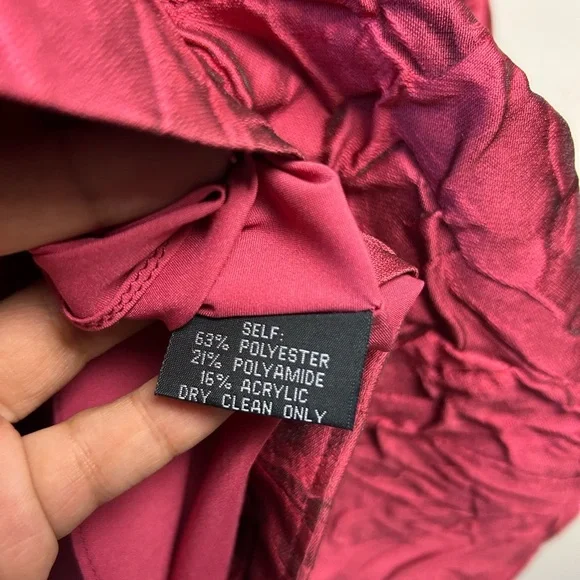 SELF:
63% POLYESTER
21% POLYAMIDE
16% ACRYLIC
DRY CLEAN ONLY